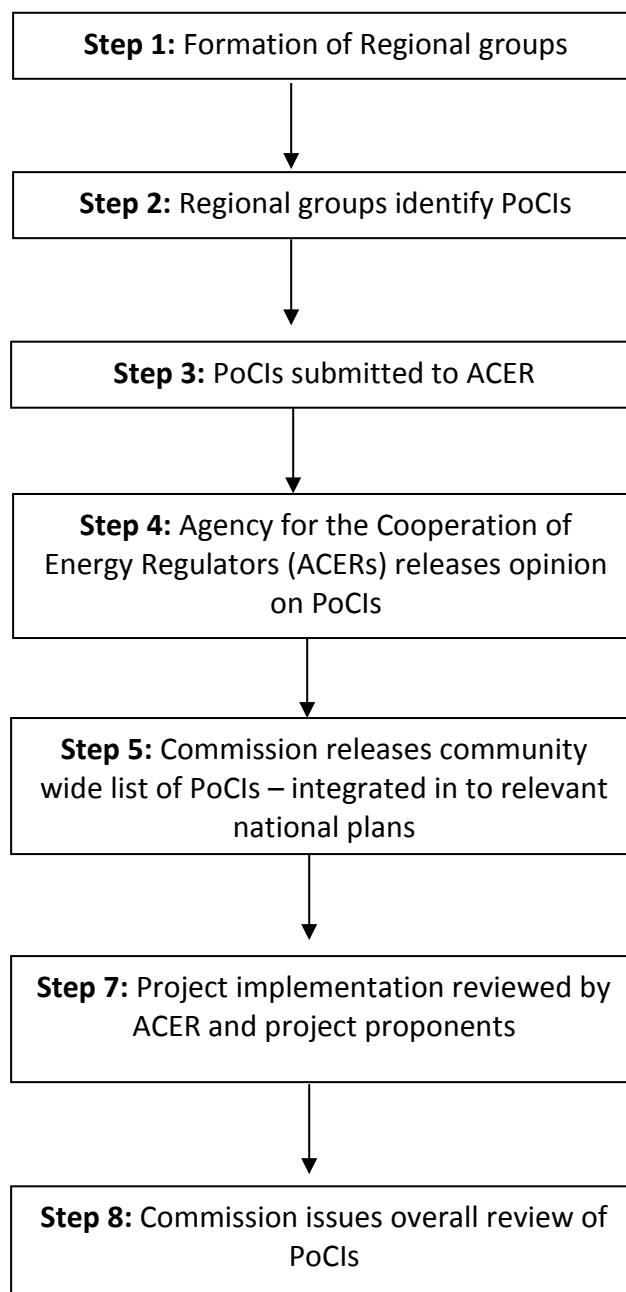 Step 1: Formation of Regional groups
Step 2: Regional groups identify PoCIs
Step 3: PoCIs submitted to ACER
Step 4: Agency for the Cooperation of
Energy Regulators (ACERs) releases opinion
on PoCIs
Step 5: Commission releases community
wide list of PoCIs – integrated in to relevant
national plans
Step 7: Project implementation reviewed by
ACER and project proponents
Step 8: Commission issues overall review of
PoCIs